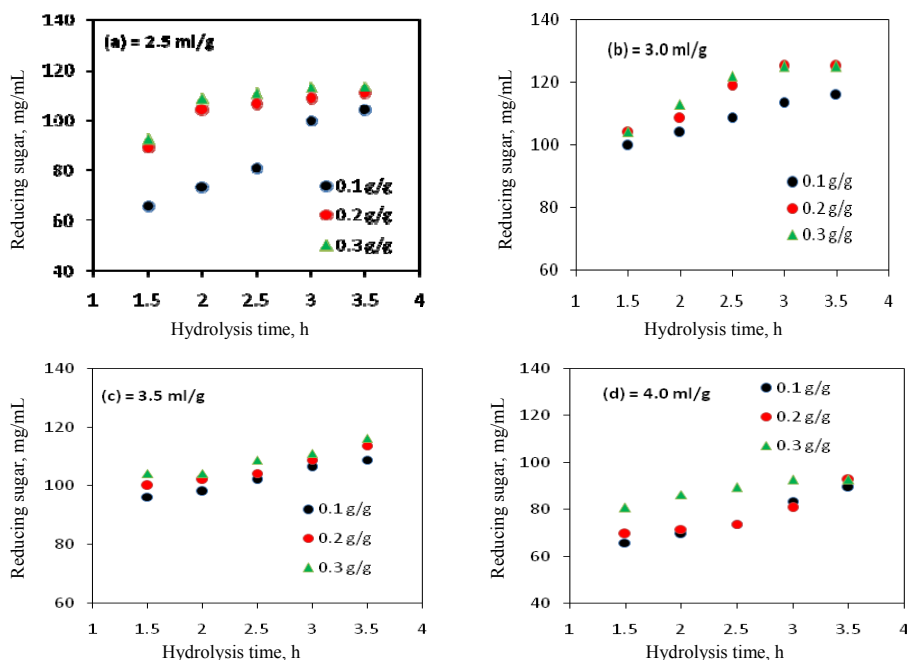 140
(a) = 2.5 ml/g
120
100
80
60
40
0.1 g/g
0.2 g/g
0.3 g/g
1 1.5 2 2.5 3 3.5 4
Reducing sugar, mg/mL
Hydrolysis time, h
140
(b) = 3.0 ml/g
120
100
80
60
0.1 g/g
0.2 g/g
0.3 g/g
1 1.5 2 2.5 3 3.5 4
Reducing sugar, mg/mL
Hydrolysis time, h
140
(c) = 3.5 ml/g
120
100
80
60
0.1 g/g
0.2 g/g
0.3 g/g
1 1.5 2 2.5 3 3.5 4
Reducing sugar, mg/mL
Hydrolysis time, h
140
(d) = 4.0 ml/g
120
100
80
60
40
0.1 g/g
0.2 g/g
0.3 g/g
1 1.5 2 2.5 3 3.5 4
Reducing sugar, mg/mL
Hydrolysis time, h